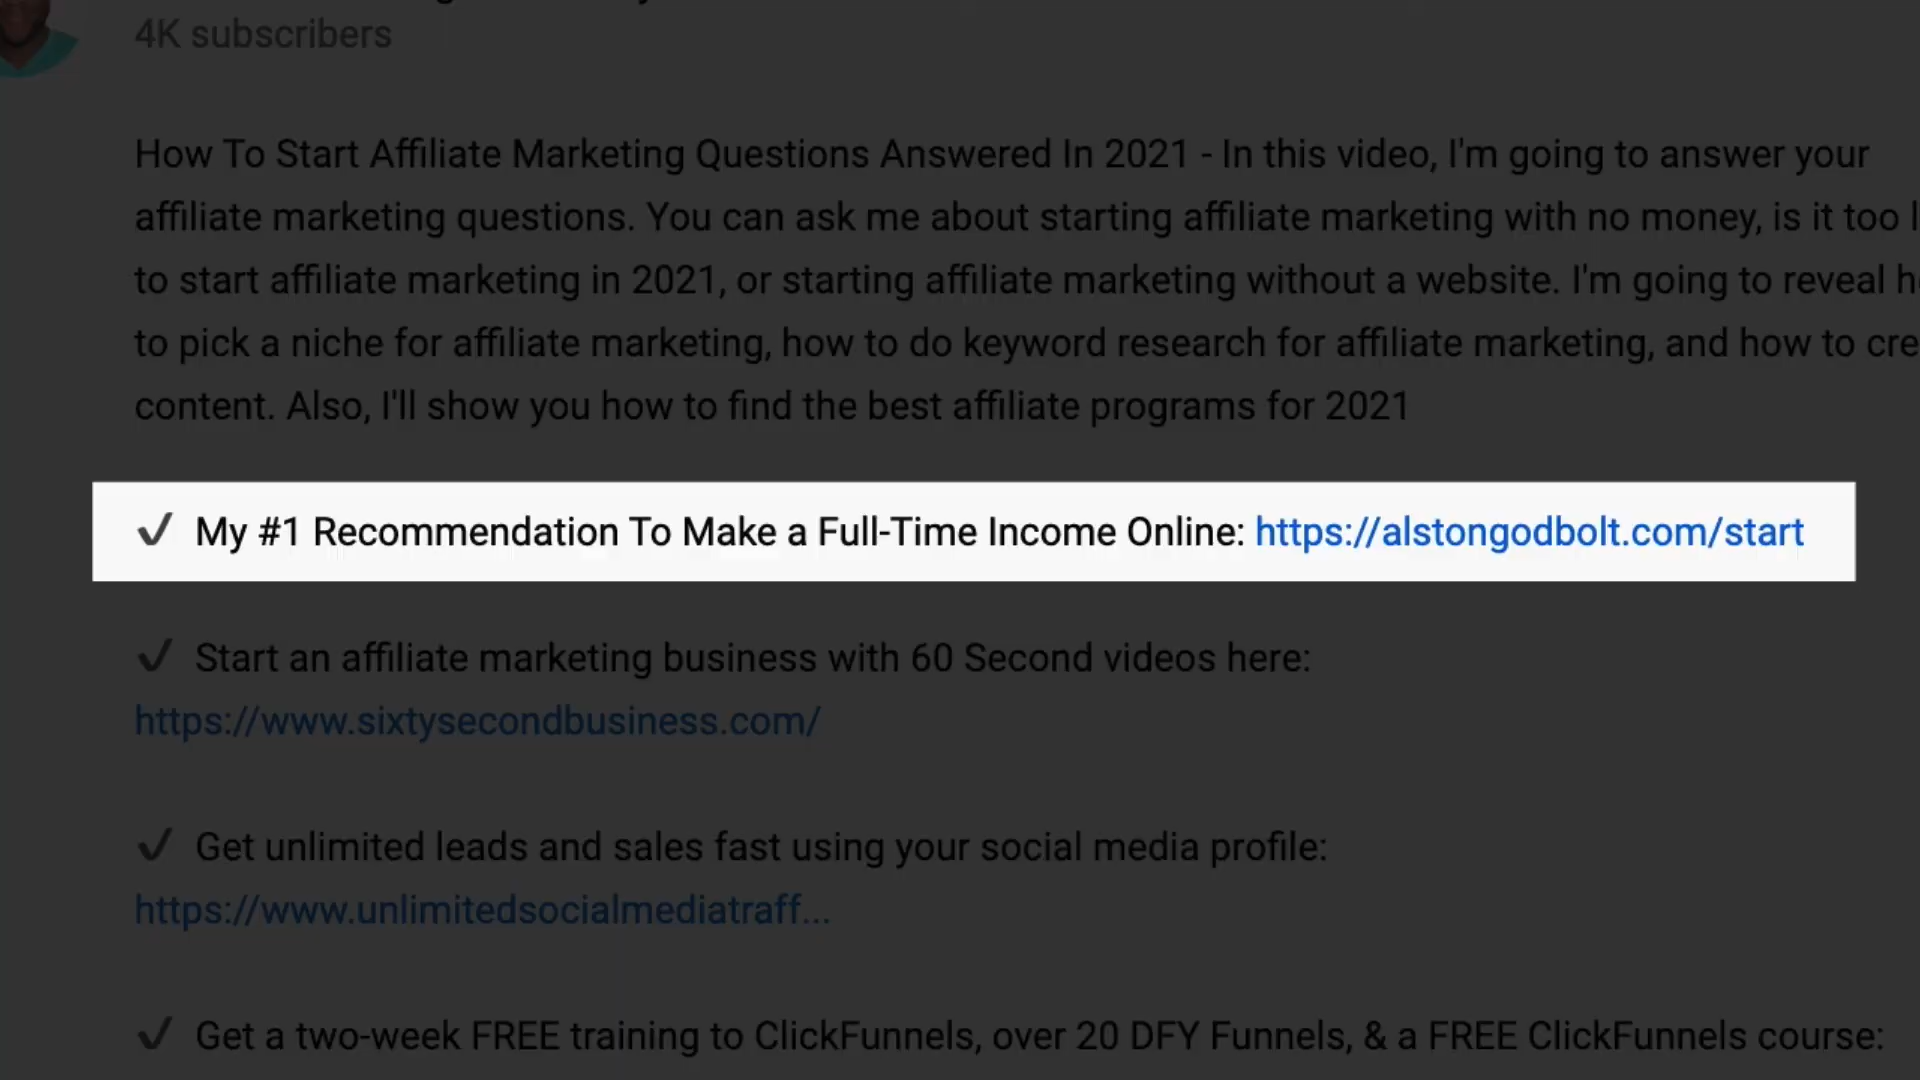 4K subscribers
How To Start Affiliate Marketing Questions Answered In 2021 - In this video, I'm going to answer your
affiliate marketing questions. You can ask me about starting affiliate marketing with no money, is it too
to start affiliate marketing in 2021, or starting affiliate marketing without a website. I'm going to reveal
to pick a niche for affiliate marketing, how to do keyword research for affiliate marketing, and how to cre
content. Also, I'll show you how to find the best affiliate programs for 2021
✔ My #1 Recommendation To Make a Full-Time Income Online: https://alstongodbolt.com/start
✔ Start an affiliate marketing business with 60 Second videos here:
https://www.sixtysecondbusiness.com/
✔ Get unlimited leads and sales fast using your social media profile:
https://www.unlimitedsocialmediatraff...
✔ Get a two-week FREE training to ClickFunnels, over 20 DFY Funnels, & a FREE ClickFunnels course: